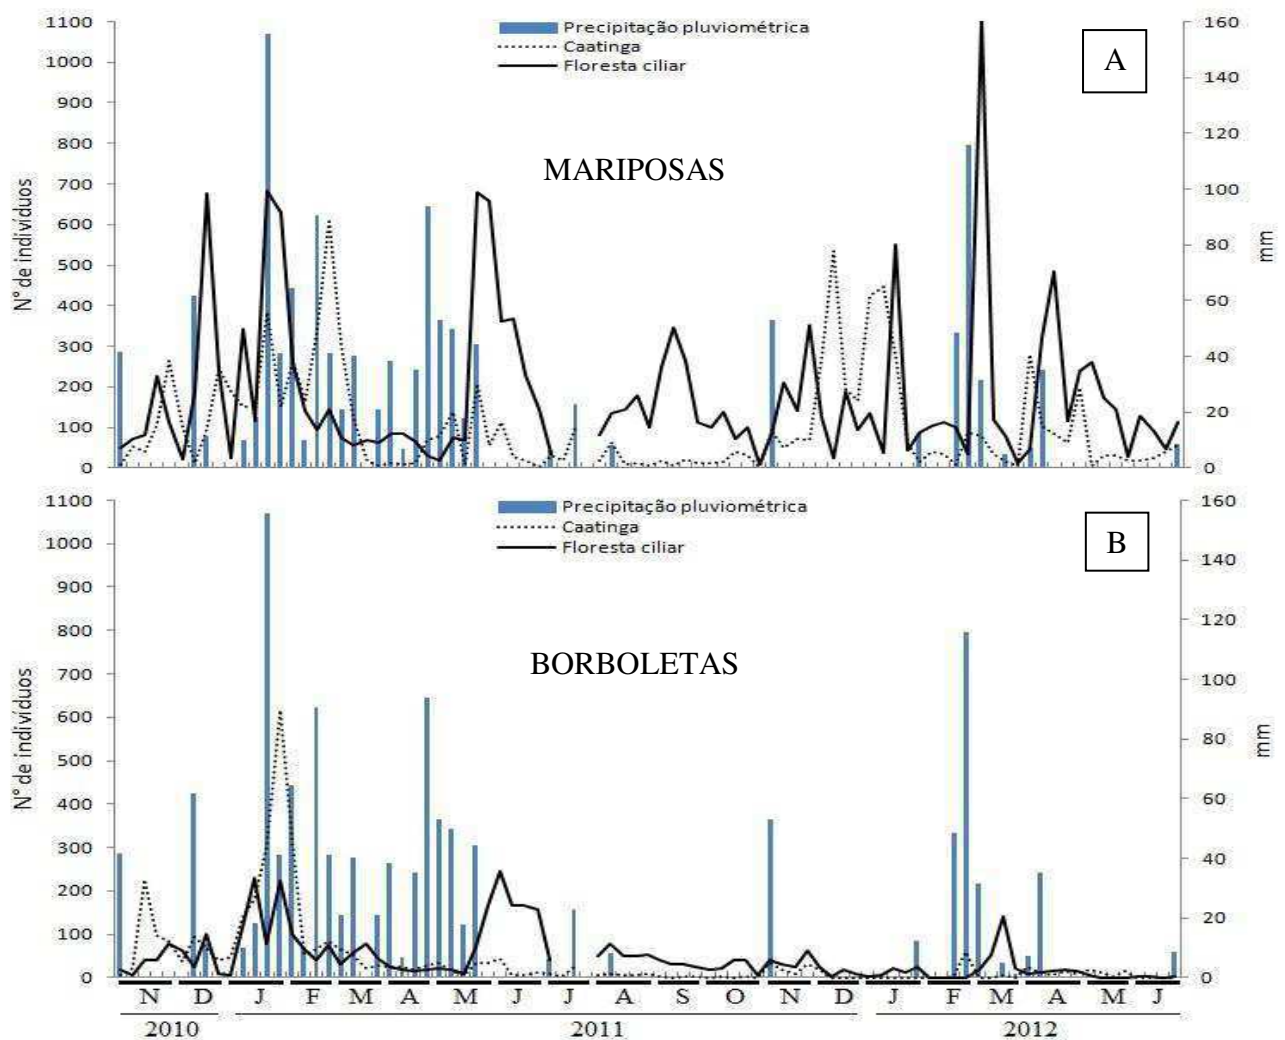 Precipitação pluviométrica
Caatinga
Floresta ciliar
A
MARIPOSAS
N° de indivíduos
1100
1000
900
800
700
600
500
400
300
200
100
0
160
140
120
100
80
60
40
20
0
mm
Precipitação pluviométrica
Caatinga
Floresta ciliar
B
BORBOLETAS
N° de indivíduos
1100
1000
900
800
700
600
500
400
300
200
100
0
160
140
120
100
80
60
40
20
0
mm
N D J F M A M J J A S O N D J F M A M J
2010 2011 2012